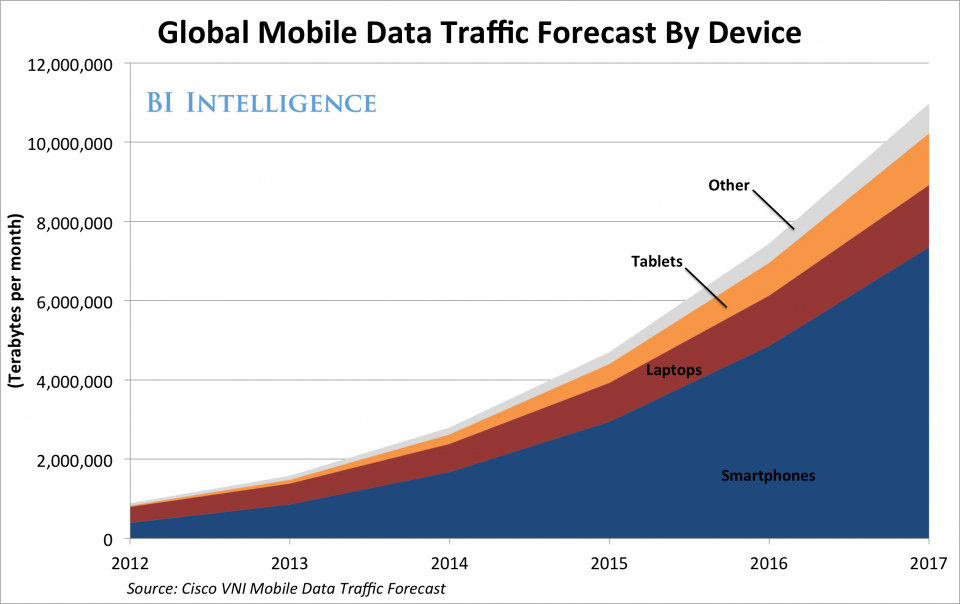 Global Mobile Data Traffic Forecast By Device
12,000,000
BI INTELLIGENCE
10,000,000
Other
8,000,000
Tablets
6,000,000
(Terabytes per month)
Laptops
4,000,000
Smartphones
2,000,000
0
2012 2013 2014 2015 2016 2017
Source: Cisco VNI Mobile Data Traffic Forecast